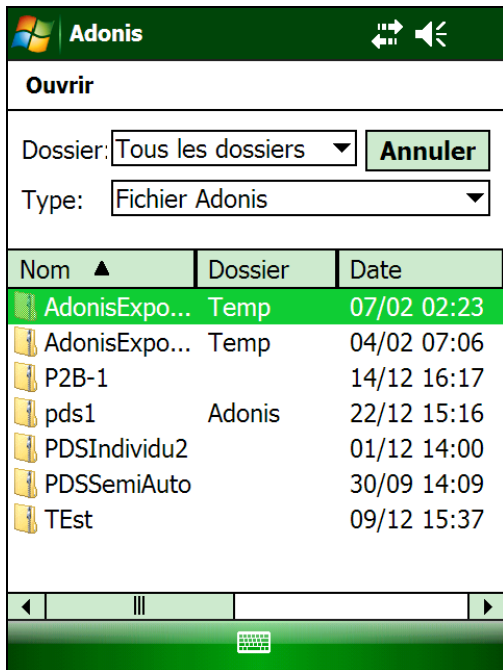 Adonis
Ouvrir
Dossier: Tous les dossiers Annuler
Type: Fichier Adonis
Nom Dossier Date
AdonisExpo... Temp 07/02 02:23
AdonisExpo... Temp 04/02 07:06
P2B-1 14/12 16:17
pds1 Adonis 22/12 15:16
PDSIndividu2 01/12 14:00
PDSSemiAuto 30/09 14:09
TEst 09/12 15:37